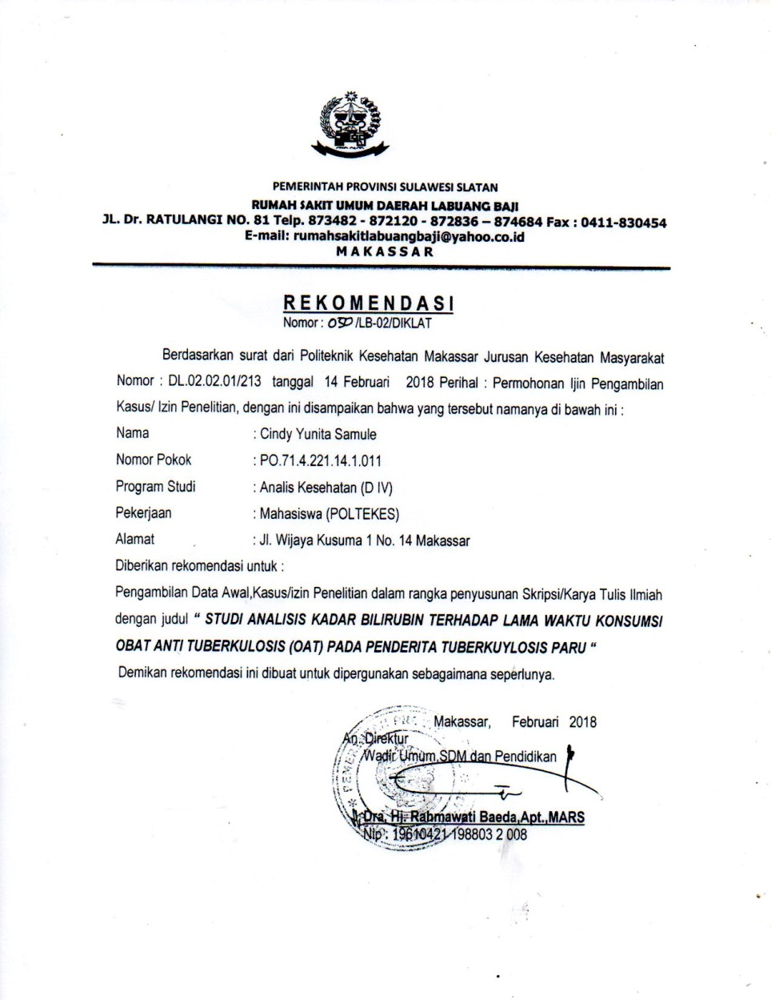 PEMERINTAH PROVINSI SULAWESI SLATAN
RUMAH SAKIT UMUM DAERAH LABUANG BAJI
JL. Dr. RATULANGI NO. 81 Telp. 873482 - 872120 - 872836 – 874684 Fax : 0411-830454
E-mail: rumahsakitlabuangbaji@yahoo.co.id
MAKASSAR
REKOMENDASI
Nomor : 030 /LB-02/DIKLAT
Berdasarkan surat dari Politeknik Kesehatan Makassar Jurusan Kesehatan Masyarakat
Nomor : DL.02.02.01/213 tanggal 14 Februari 2018 Perihal : Permohonan Ijin Pengambilan
Kasus/ Izin Penelitian, dengan ini disampaikan bahwa yang tersebut namanya di bawah ini :
Nama : Cindy Yunita Samule
Nomor Pokok : PO.71.4.221.14.1.011
Program Studi : Analis Kesehatan (D IV)
Pekerjaan : Mahasiswa (POLTEKES)
Alamat : Jl. Wijaya Kusuma 1 No. 14 Makassar
Diberikan rekomendasi untuk :
Pengambilan Data Awal,Kasus/izin Penelitian dalam rangka penyusunan Skripsi/Karya Tulis Ilmiah
dengan judul “ STUDI ANALISIS KADAR BILIRUBIN TERHADAP LAMA WAKTU KONSUMSI
OBAT ANTI TUBERKULOSIS (OAT) PADA PENDERITA TUBERKUYLOSIS PARU “
Demikan rekomendasi ini dibuat untuk dipergunakan sebagaimana seperlunya.
Makassar, Februari 2018
An. Direktur
Wadir Umum,SDM dan Pendidikan
Dra, Hj. Rahmawati Baeda,Apt.,MARS
Nip : 19610421 198803 2 008